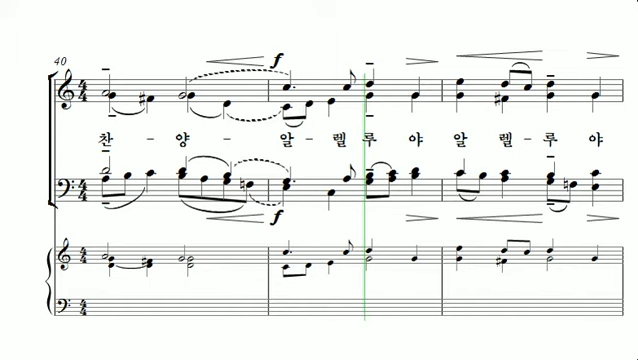 40
f
찬 - 양 - 알 - 렐 - 루 야 알 렐 - 루 야
f